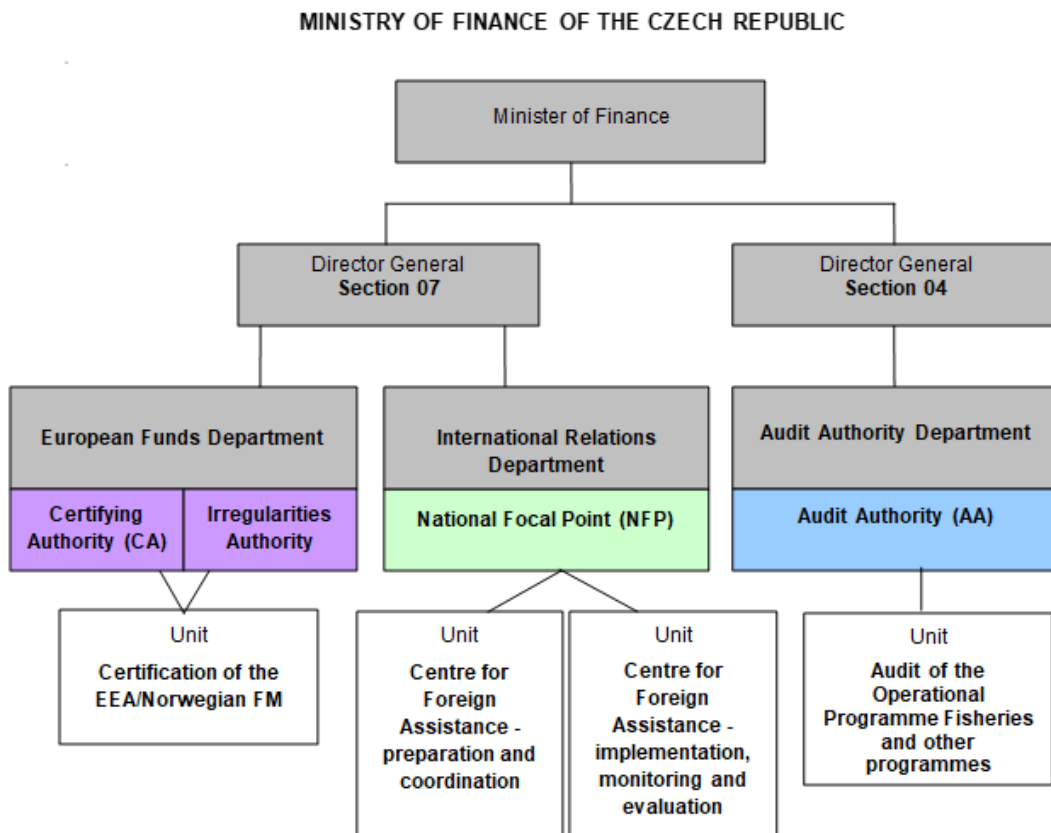 MINISTRY OF FINANCE OF THE CZECH REPUBLIC
Minister of Finance
Director General
Section 07
Director General
Section 04
European Funds Department
International Relations
Department
Audit Authority Department
Certifying
Authority (CA)
Irregularities
Authority
National Focal Point (NFP)
Audit Authority (AA)
Unit
Certification of the
EEA/Norwegian FM
Unit
Centre for
Foreign
Assistance -
preparation and
coordination
Unit
Centre for
Foreign
Assistance -
implementation,
monitoring and
evaluation
Unit
Audit of the
Operational
Programme Fisheries
and other
programmes